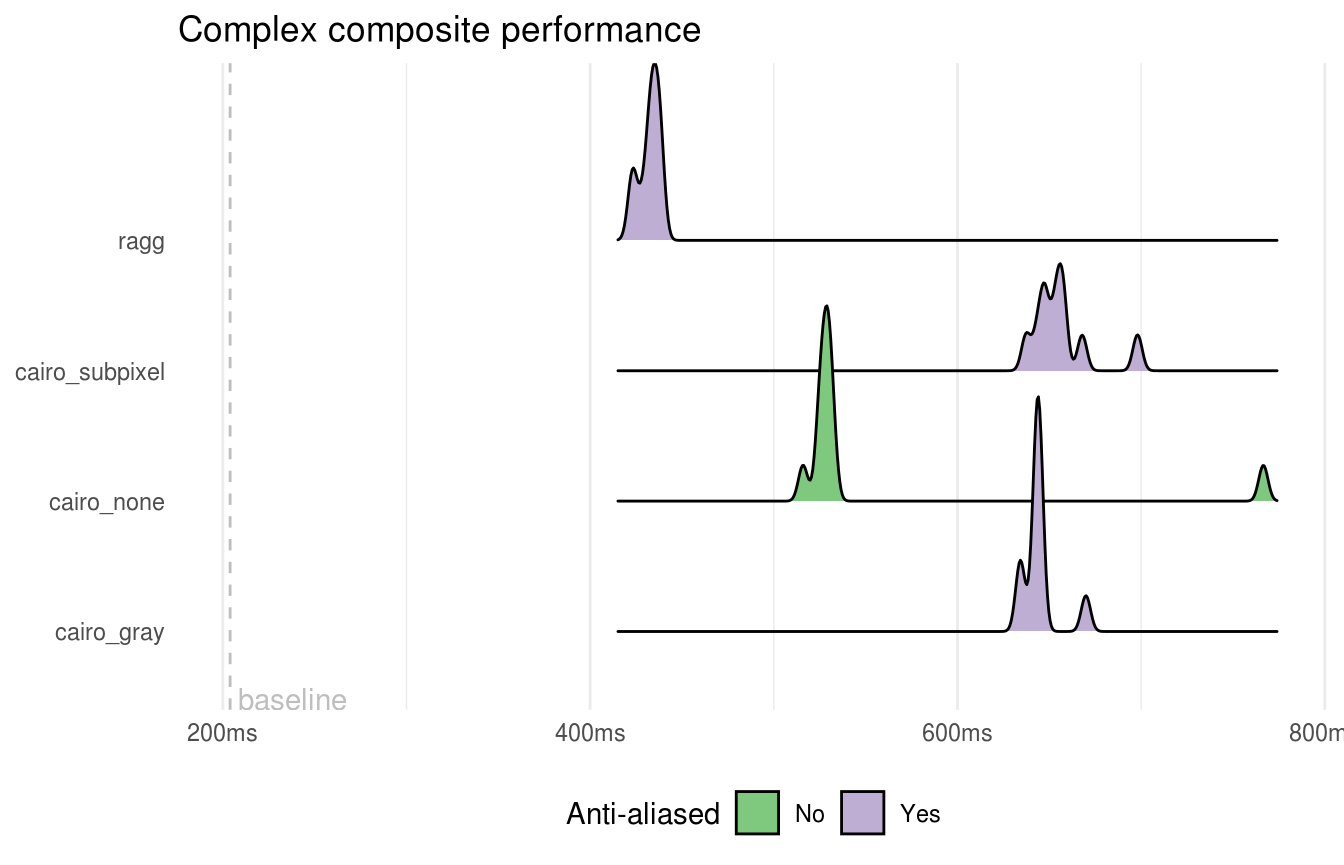 Complex composite performance
ragg
cairo_subpixel
cairo_none
cairo_gray
baseline
200ms 400ms 600ms 800m
Anti-aliased No Yes